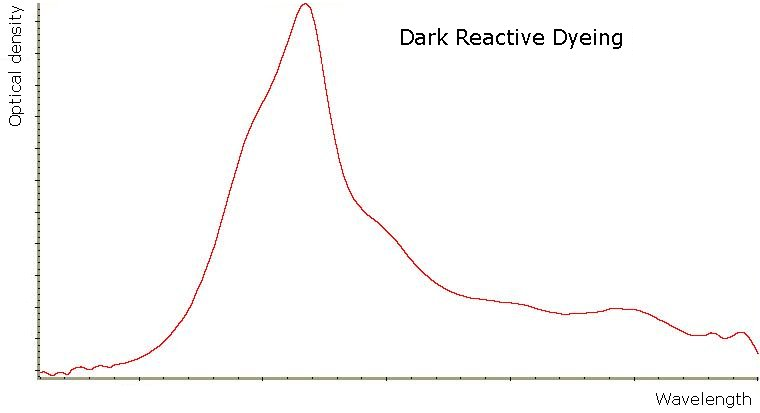 Optical density
Dark Reactive Dyeing
Wavelength